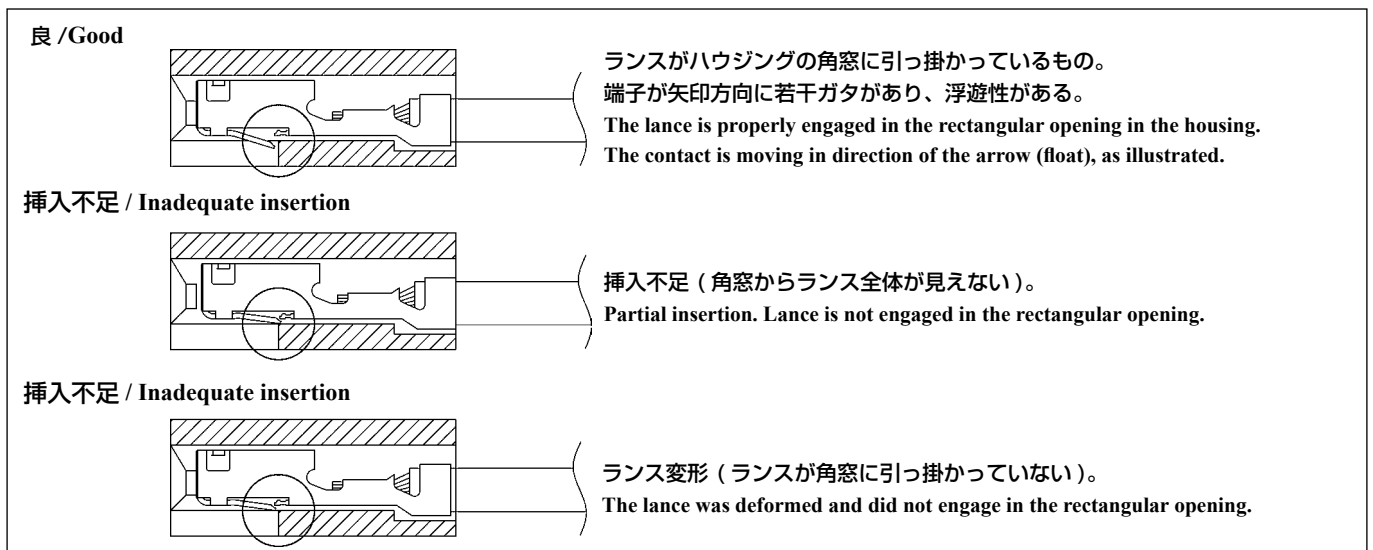 良 /Good
ランスがハウジングの角窓に引っ掛かっているもの。
端子が矢印方向に若干ガタがあり、浮遊性がある。
The lance is properly engaged in the rectangular opening in the housing.
The contact is moving in direction of the arrow (float), as illustrated.
挿入不足 / Inadequate insertion
挿入不足 ( 角窓からランス全体が見えない )。
Partial insertion. Lance is not engaged in the rectangular opening.
挿入不足 / Inadequate insertion
ランス変形 ( ランスが角窓に引っ掛かっていない )。
The lance was deformed and did not engage in the rectangular opening.